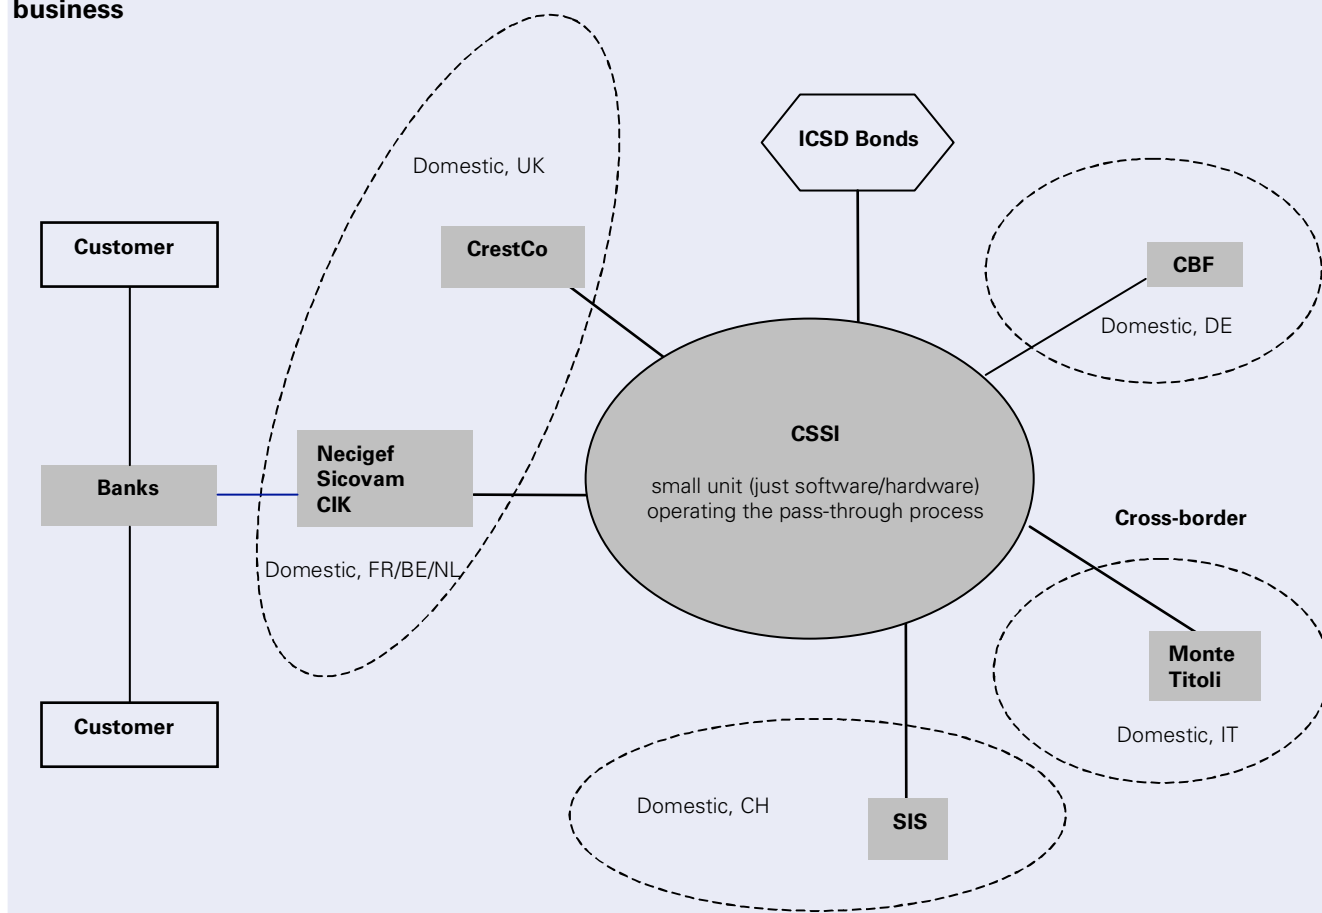 business
Domestic, UK
ICSD Bonds
Customer
CrestCo
CBF
Domestic, DE
CSSI
small unit (just software/hardware)
operating the pass-through process
Necigef
Sicovam
CIK
Banks
Cross-border
Domestic, FR/BE/NL
Monte
Titoli
Customer
Domestic, IT
Domestic, CH
SIS